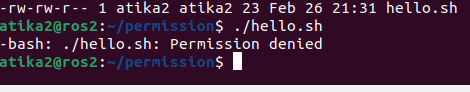 -rw-rw-r-- 1 atika2 atika2 23 Feb 26 21:31 hello.sh
atika2@ros2:~/permission$ ./hello.sh
-bash: ./hello.sh: Permission denied
atika2@ros2:~/permission$